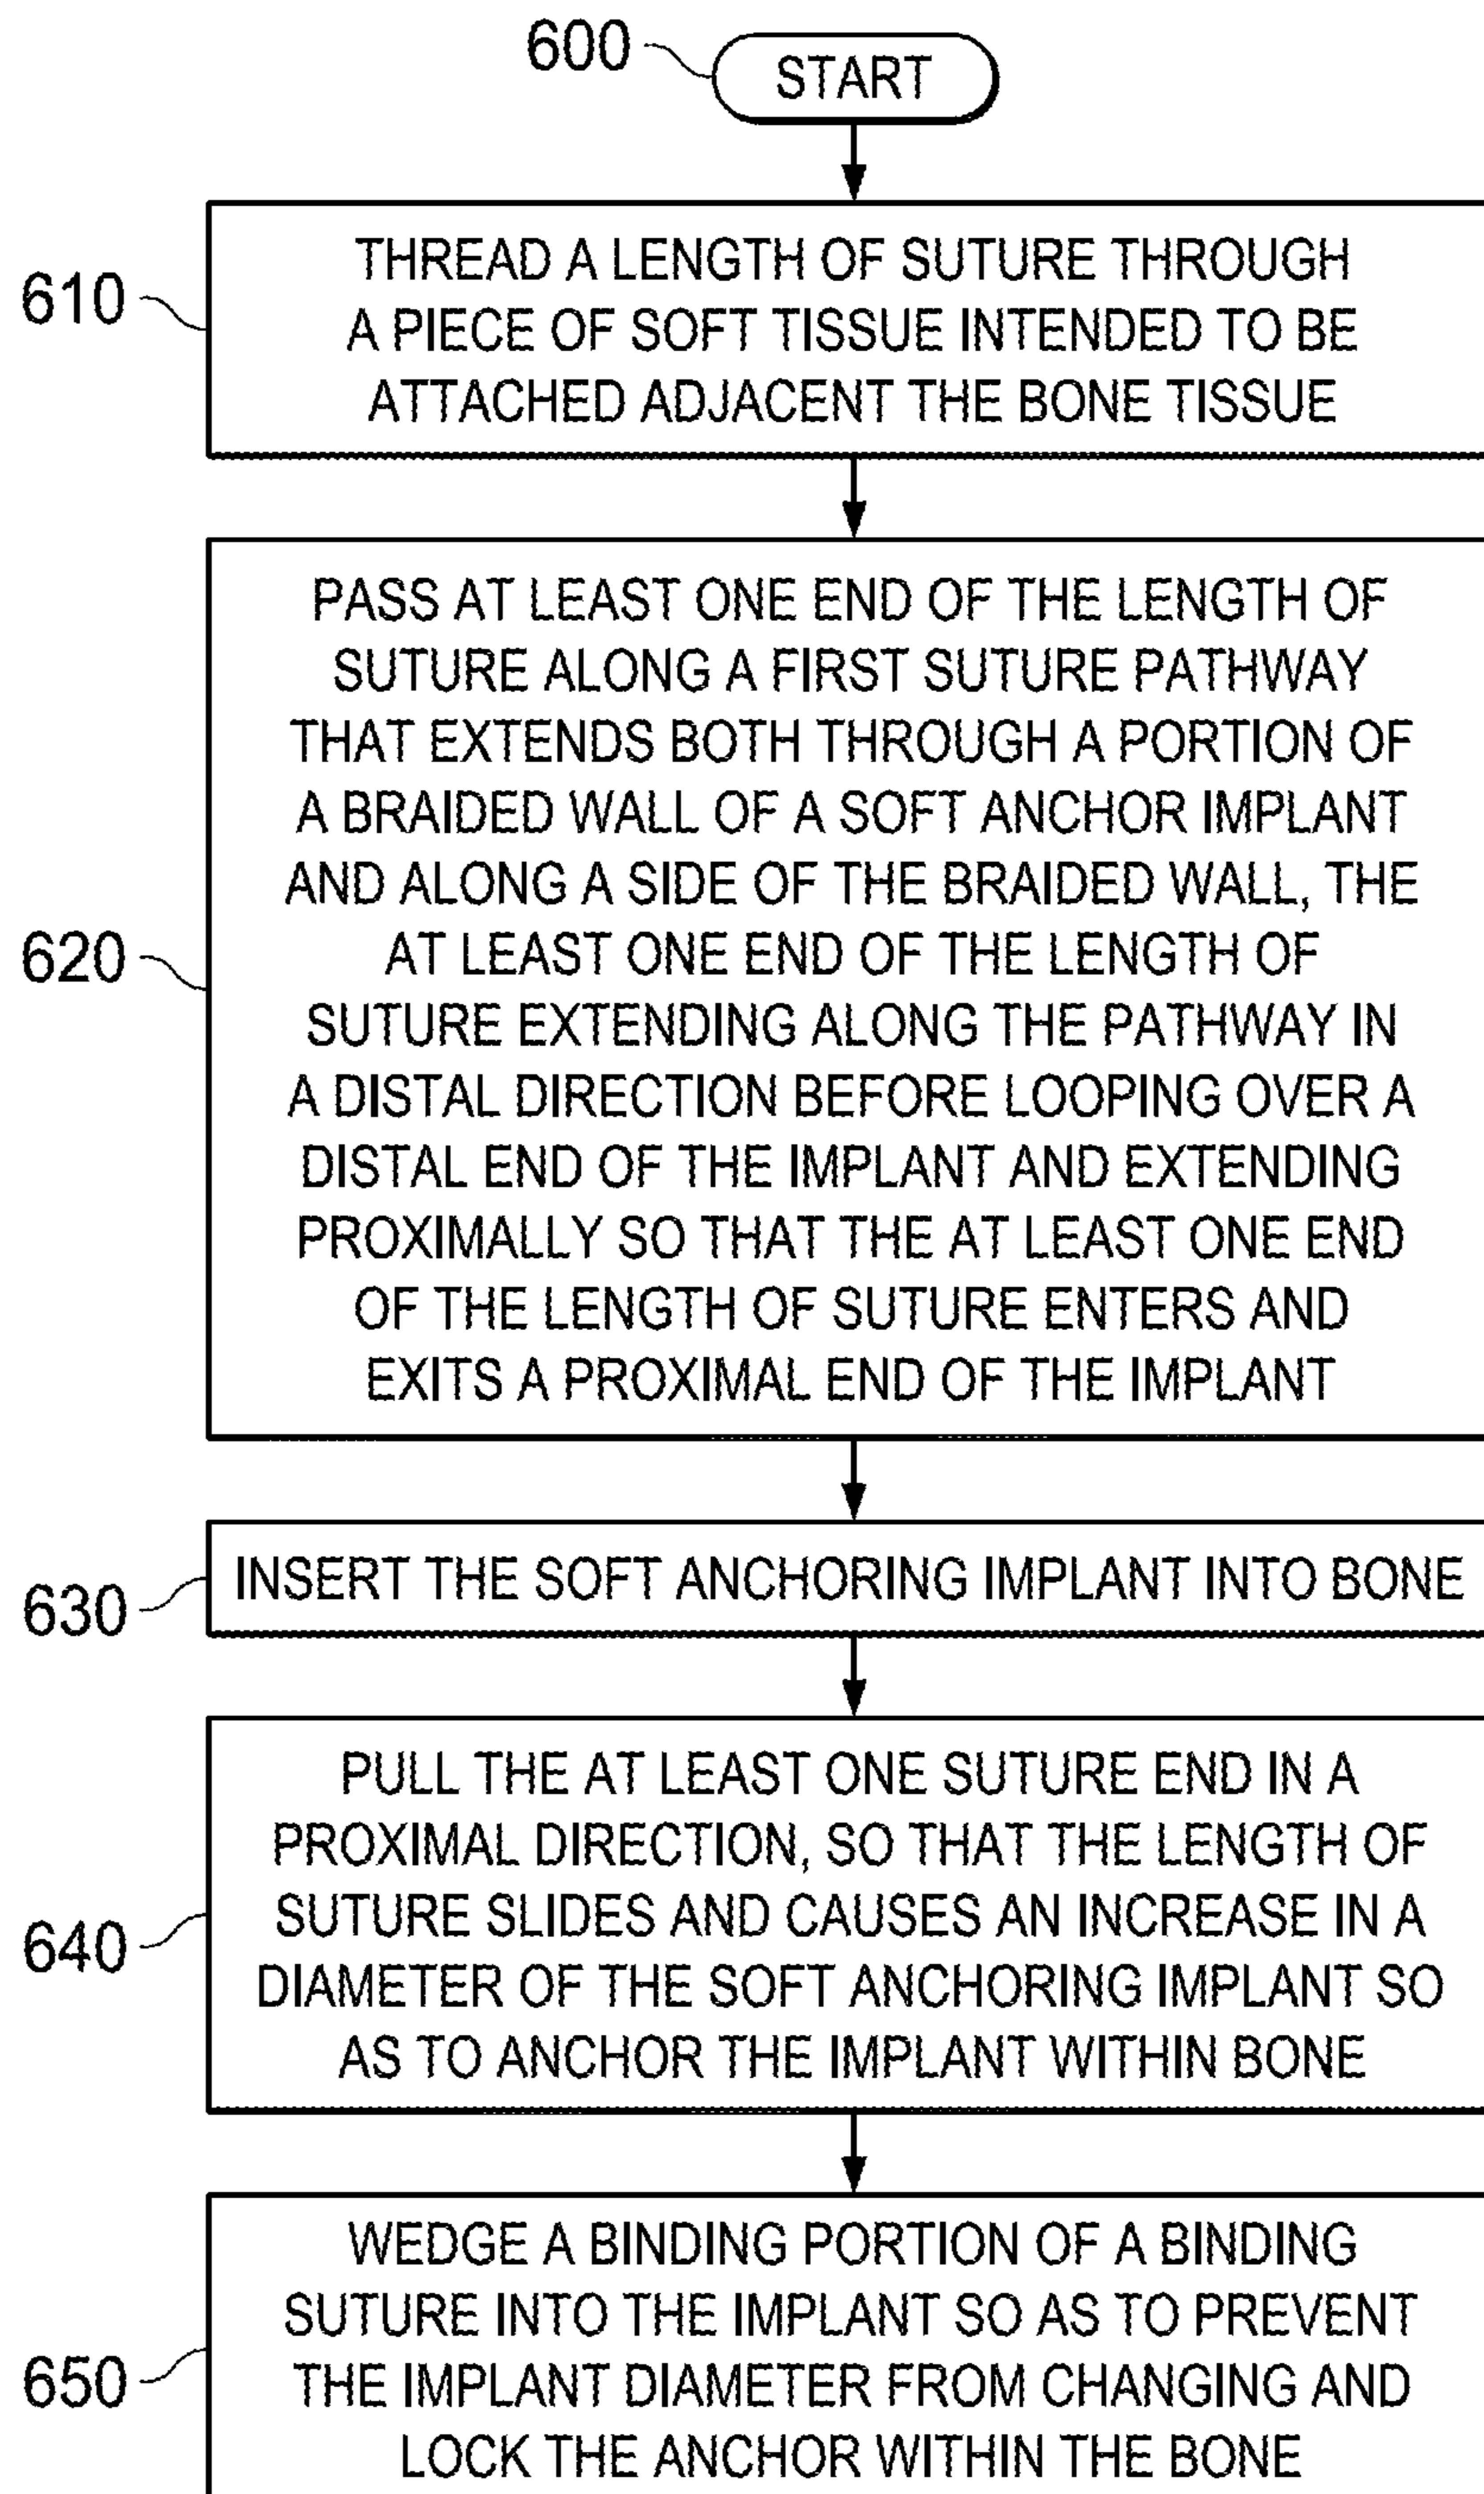 600
START
610
THREAD A LENGTH OF SUTURE THROUGH
A PIECE OF SOFT TISSUE INTENDED TO BE
ATTACHED ADJACENT THE BONE TISSUE
620
PASS AT LEAST ONE END OF THE LENGTH OF
SUTURE ALONG A FIRST SUTURE PATHWAY
THAT EXTENDS BOTH THROUGH A PORTION OF
A BRAIDED WALL OF A SOFT ANCHOR IMPLANT
AND ALONG A SIDE OF THE BRAIDED WALL, THE
AT LEAST ONE END OF THE LENGTH OF
SUTURE EXTENDING ALONG THE PATHWAY IN
A DISTAL DIRECTION BEFORE LOOPING OVER A
DISTAL END OF THE IMPLANT AND EXTENDING
PROXIMALLY SO THAT THE AT LEAST ONE END
OF THE LENGTH OF SUTURE ENTERS AND
EXITS A PROXIMAL END OF THE IMPLANT
630
INSERT THE SOFT ANCHORING IMPLANT INTO BONE
640
PULL THE AT LEAST ONE SUTURE END IN A
PROXIMAL DIRECTION, SO THAT THE LENGTH OF
SUTURE SLIDES AND CAUSES AN INCREASE IN A
DIAMETER OF THE SOFT ANCHORING IMPLANT SO
AS TO ANCHOR THE IMPLANT WITHIN BONE
650
WEDGE A BINDING PORTION OF A BINDING
SUTURE INTO THE IMPLANT SO AS TO PREVENT
THE IMPLANT DIAMETER FROM CHANGING AND
LOCK THE ANCHOR WITHIN THE BONE